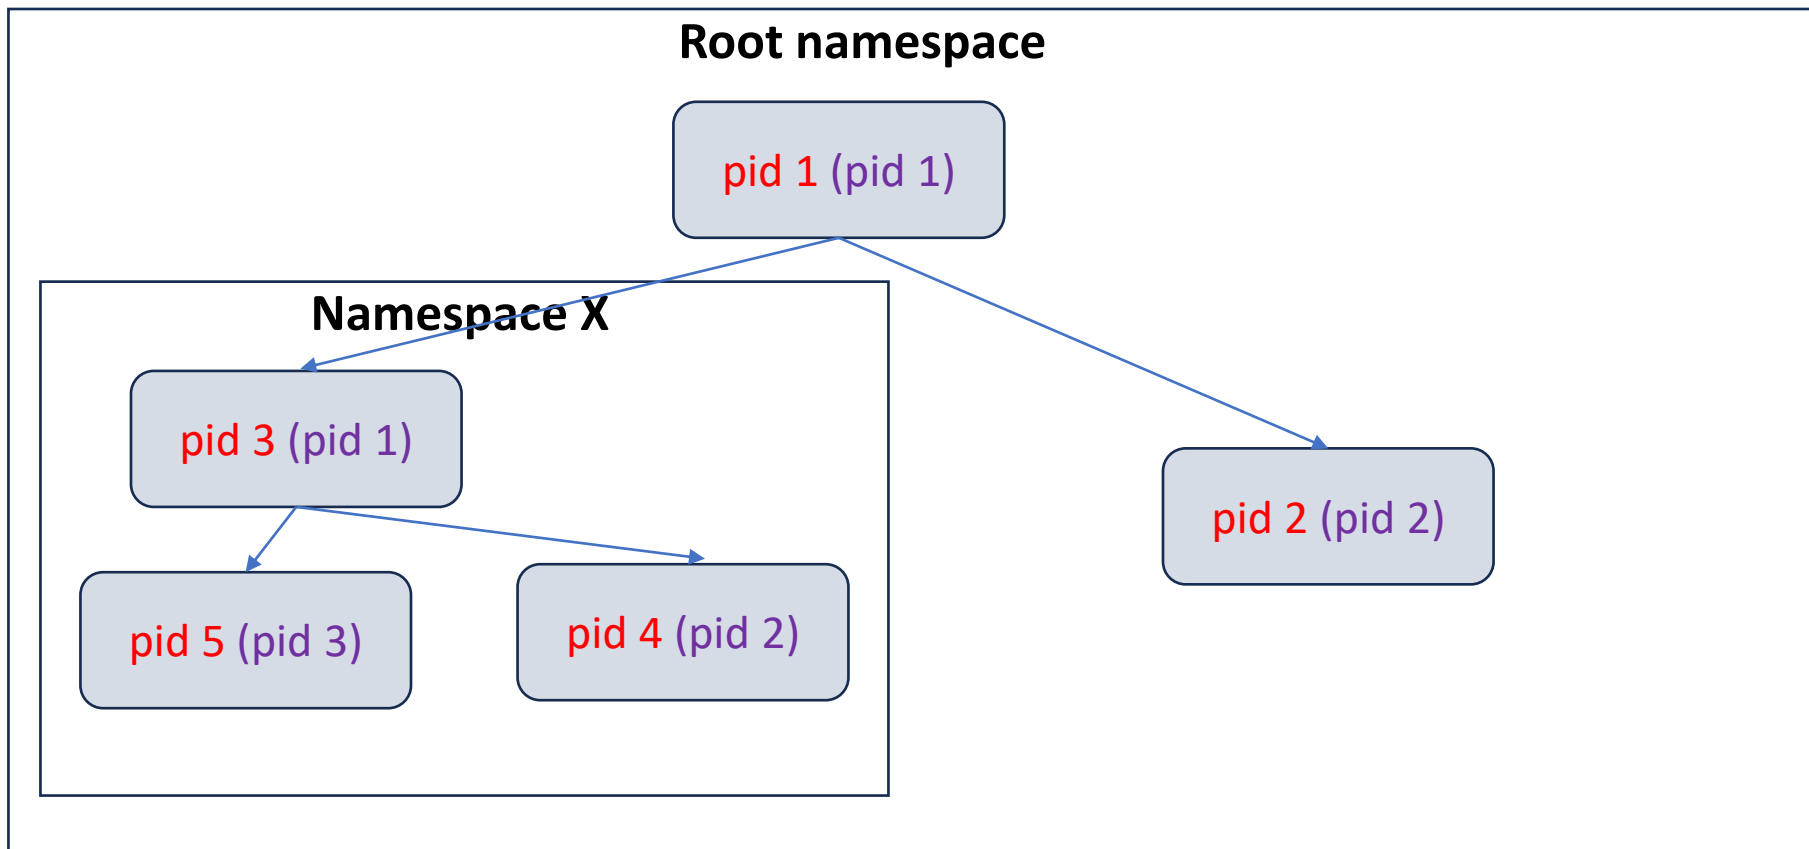 Root namespace
pid 1 (pid 1)
Namespace X
pid 3 (pid 1)
pid 2 (pid 2)
pid 5 (pid 3)
pid 4 (pid 2)